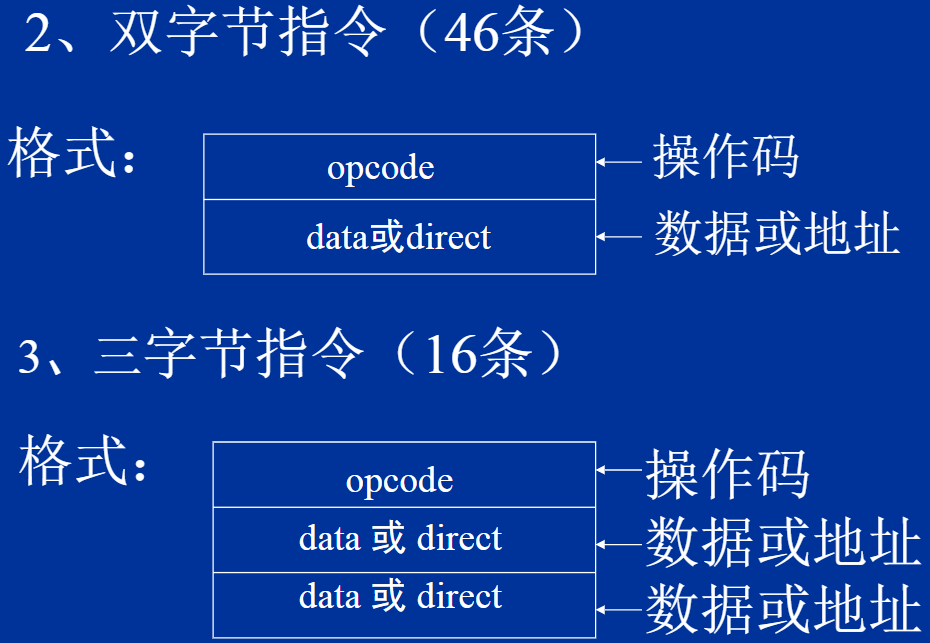 2、双字节指令（46条）
格式：
opcode
操作码
data或direct
数据或地址
3、三字节指令（16条）
格式：
opcode
操作码
data 或 direct
数据或地址
data 或 direct
数据或地址